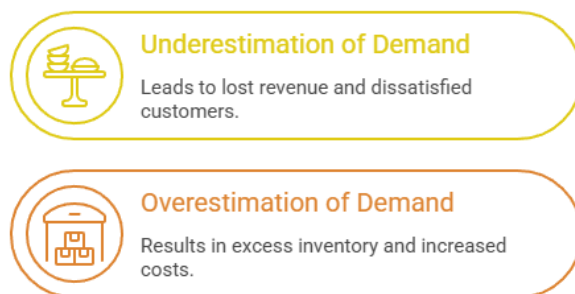 Underestimation of Demand
Leads to lost revenue and dissatisfied
customers.
Overestimation of Demand
Results in excess inventory and increased
costs.